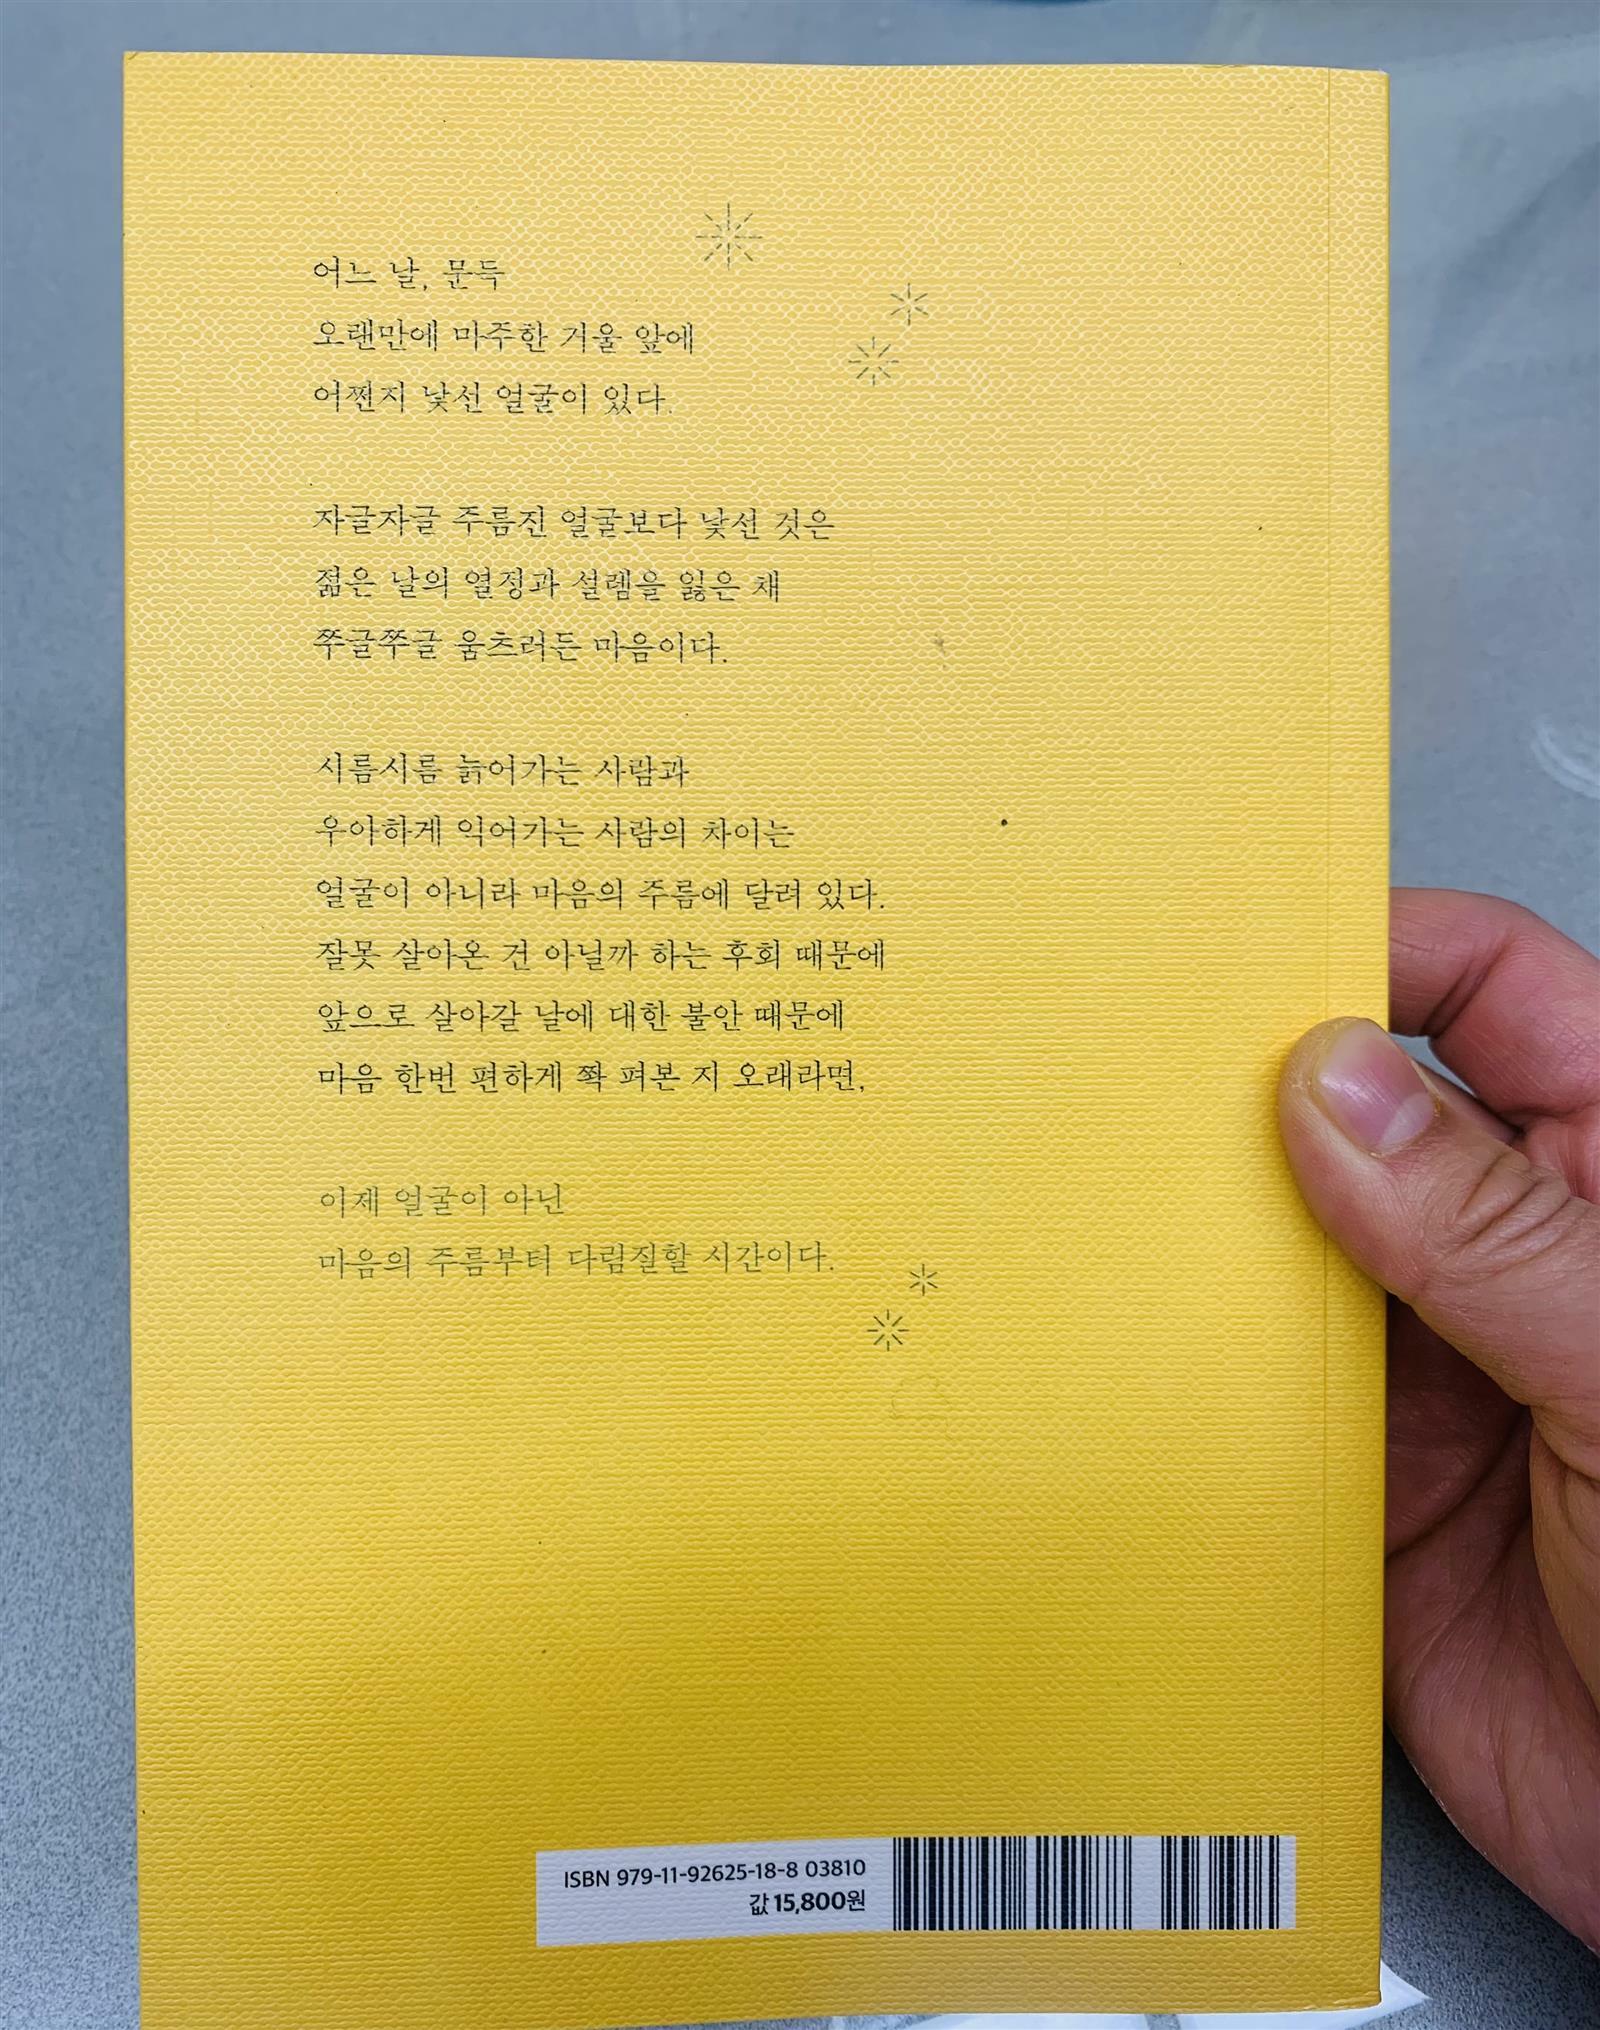 어느 날, 문득
오랜만에 마주한 거울 앞에
어쩐지 낯선 얼굴이 있다.
자글자글 주름진 얼굴보다 낯선 것은
젊은 날의 열정과 설렘을 잃은 채
쭈글쭈글 움츠러든 마음이다.
시름시름 늙어가는 사람과
우아하게 익어가는 사람의 차이는
얼굴이 아니라 마음의 주름에 달려 있다.
잘못 살아온 건 아닐까 하는 후회 때문에
앞으로 살아갈 날에 대한 불안 때문에
마음 한번 편하게 쫙 펴본 지 오래라면,
이제 얼굴이 아닌
마음의 주름부터 다림질할 시간이다.
ISBN 979-11-92625-18-8 03810
값 15,800원